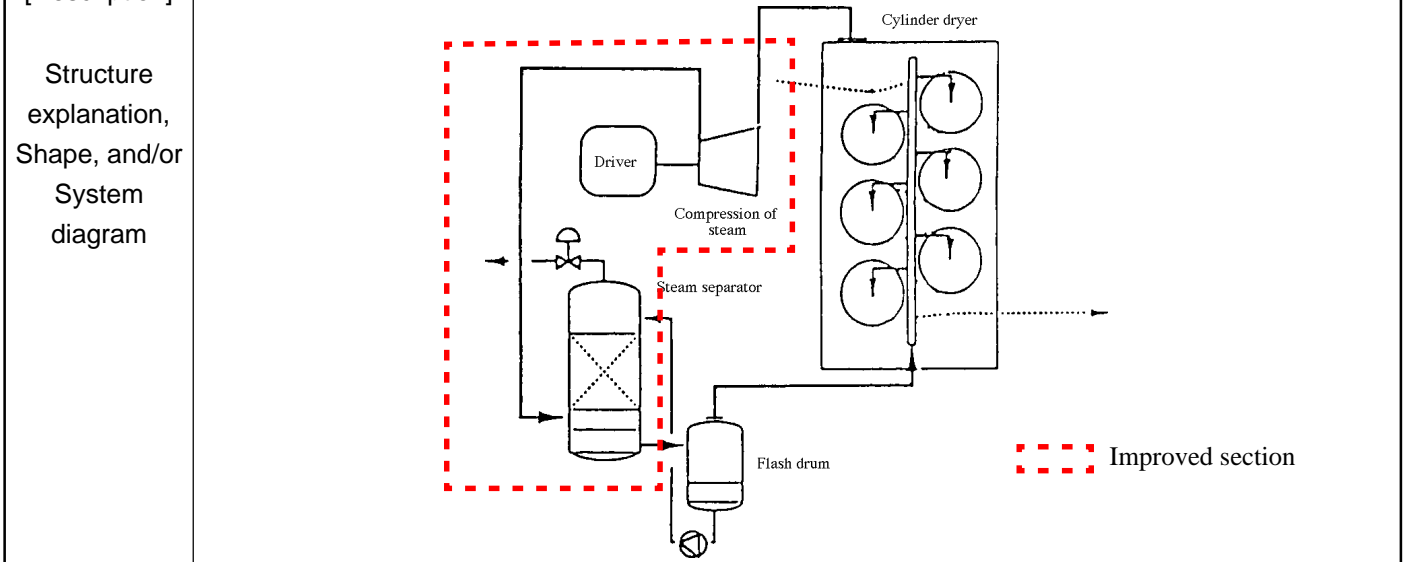 Structure
explanation,
Shape, and/or
System
diagram
Cylinder dryer
Driver
Compression of
steam
Steam separator
Flash drum
Improved section